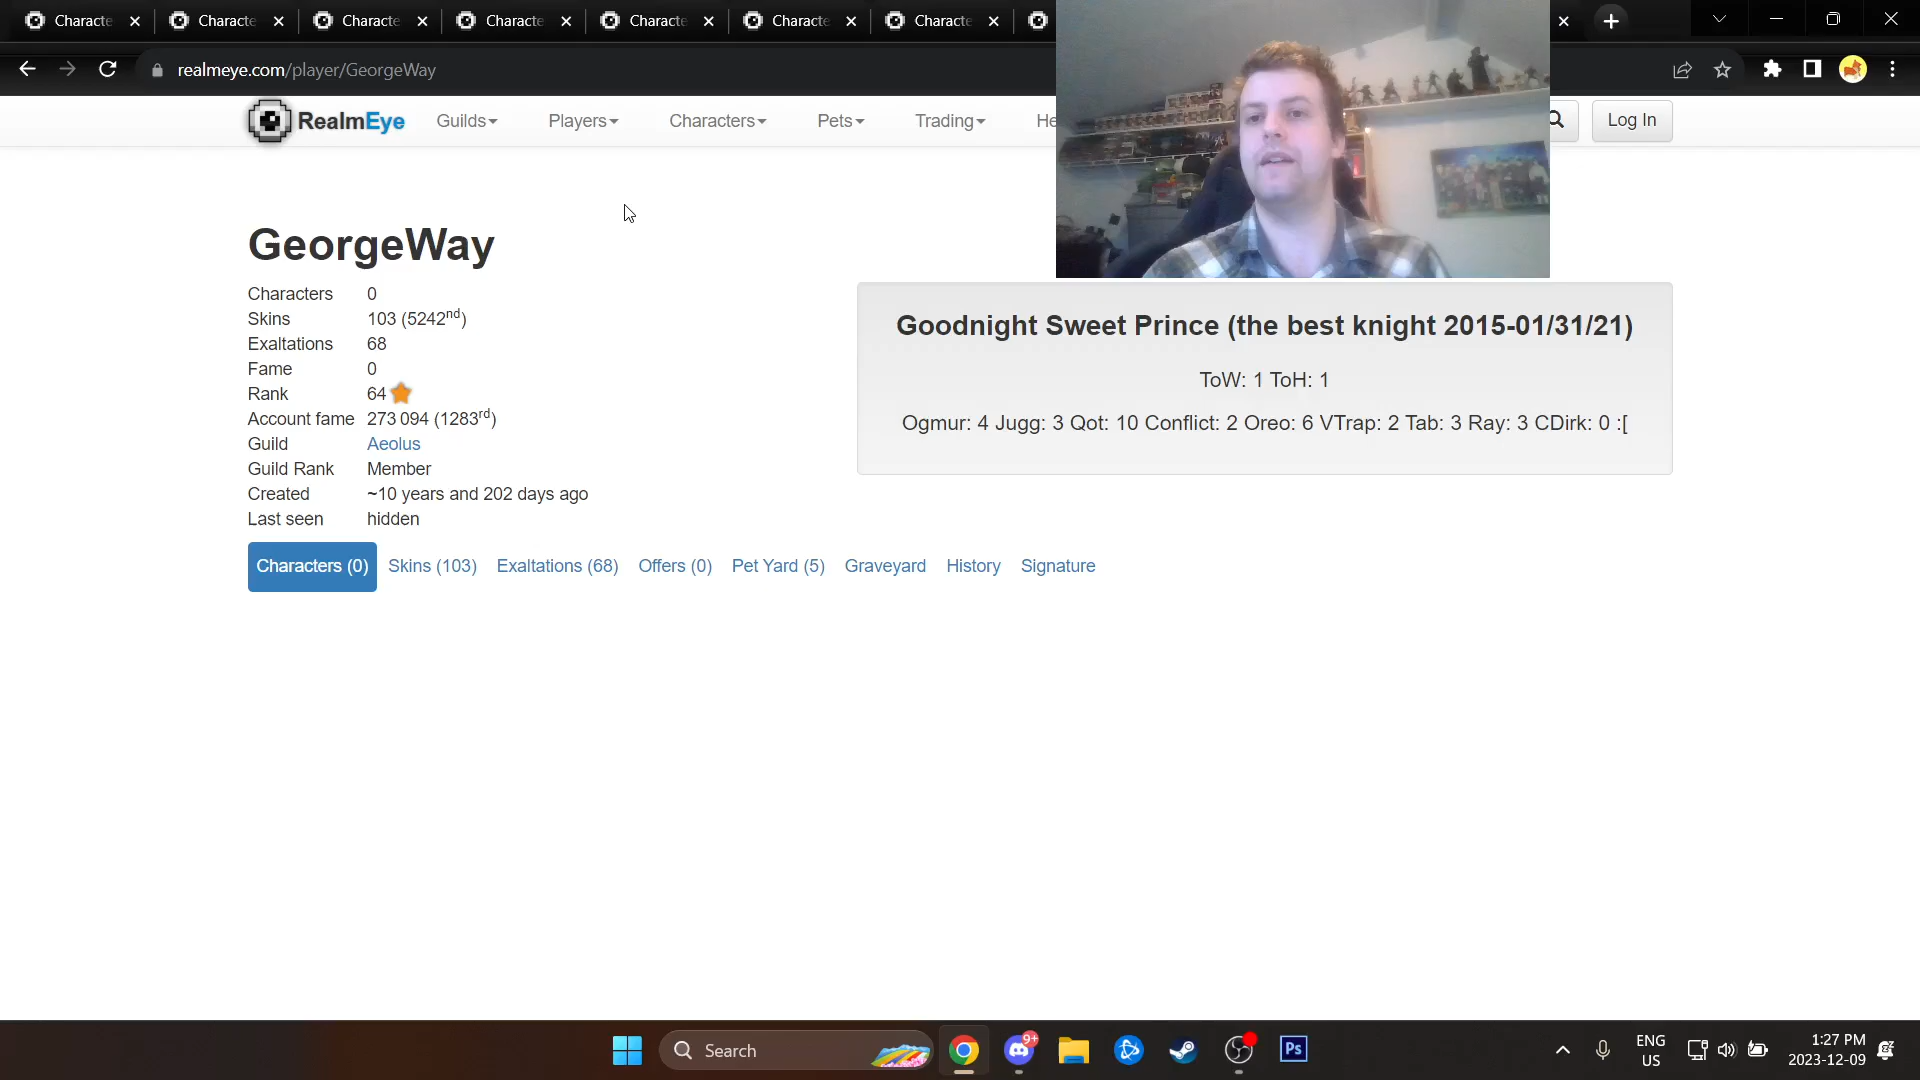 Characte Characte Characte Characte Characte Characte Characte
realmeye.com/player/GeorgeWay
RealmEye Guilds Players Characters Pets Trading He Log In
GeorgeWay
Characters 0
Skins 103 (5242nd)
Exaltations 68
Fame 0
Rank 64
Account fame 273 094 (1283rd)
Guild Aeolus
Guild Rank Member
Created ~10 years and 202 days ago
Last seen hidden
Goodnight Sweet Prince (the best knight 2015-01/31/21)
ToW: 1 ToH: 1
Ogmur: 4 Jugg: 3 Qot: 10 Conflict: 2 Oreo: 6 VTrap: 2 Tab: 3 Ray: 3 CDirk: 0 :[
Characters (0) Skins (103) Exaltations (68) Offers (0) Pet Yard (5) Graveyard History Signature
Search 9+ Ps ENG US 1:27 PM 2023-12-09